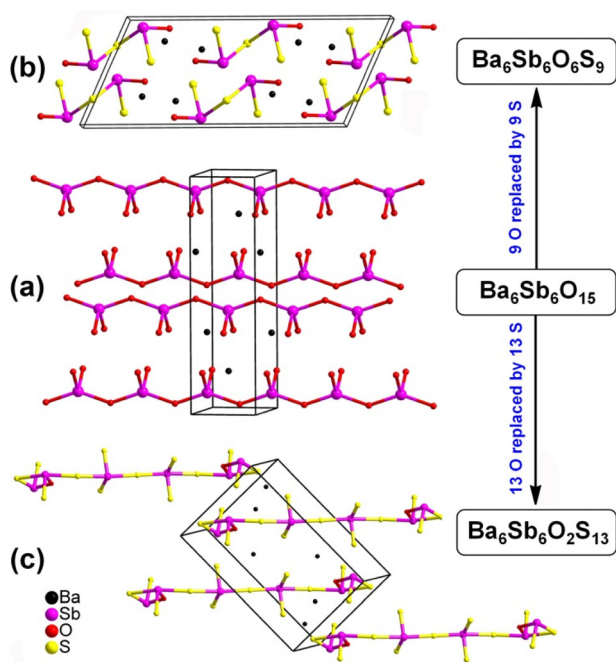 (b)
Ba₆Sb₆O₆S₉
9 O replaced by 9 S
(a)
Ba₆Sb₆O₁₅
13 O replaced by 13 S
Ba₆Sb₆O₂S₁₃
(c)
Ba
Sb
O
S